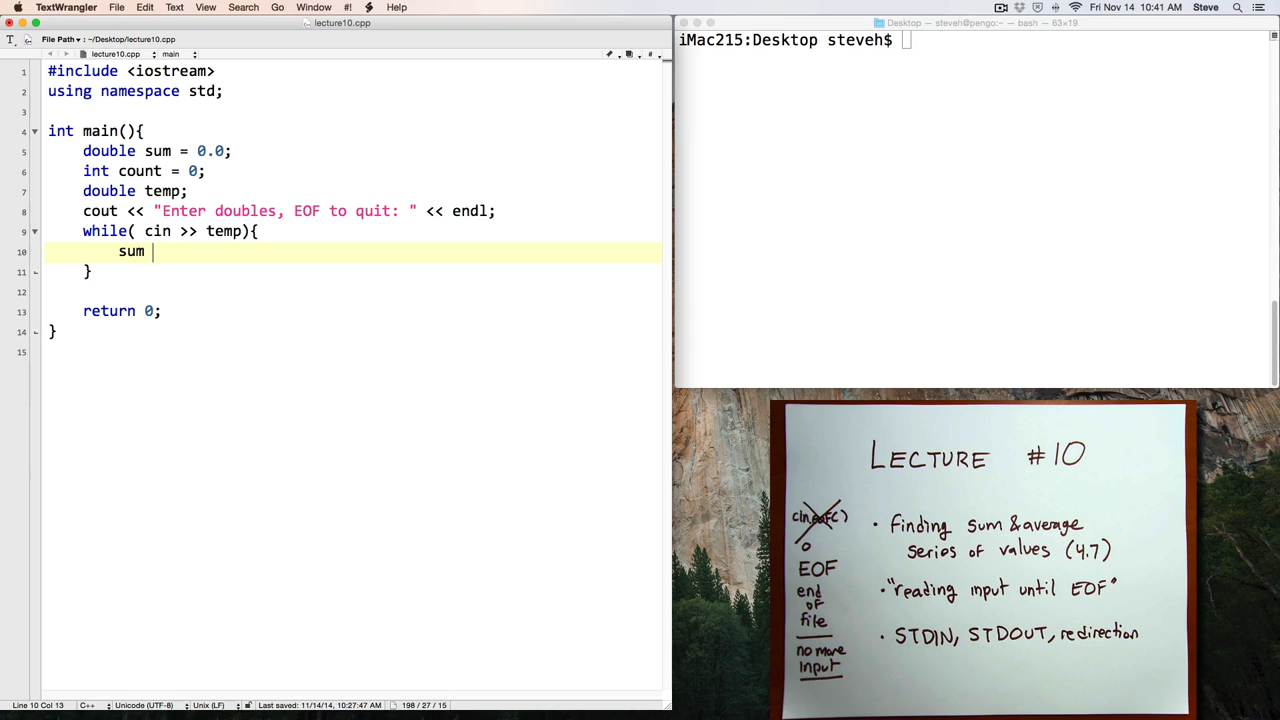 TextWrangler File Edit Text View Search Go Window #! Help
Fri Nov 14 10:41 AM Steve
lecture10.cpp
File Path ▾ : ~/Desktop/lecture10.cpp
lecture10.cpp main #
1 #include <iostream>
2 using namespace std;
3
4 int main(){
5 double sum = 0.0;
6 int count = 0;
7 double temp;
8 cout << "Enter doubles, EOF to quit: " << endl;
9 while( cin >> temp){
10 sum
11 }
12
13 return 0;
14 }
15
Line 10 Col 13 C++ Unicode (UTF-8) Unix (LF) Last saved: 11/14/14, 10:27:47 AM 198 / 27 / 15
Desktop — steveh@pengo: ~ — bash — 63×19
iMac215:Desktop steveh$
LECTURE #10
cin.eof()
EOF
end
of
file
no more
input
• Finding sum & average
series of values (4.7)
• "reading input until EOF"
• STDIN, STDOUT, redirection